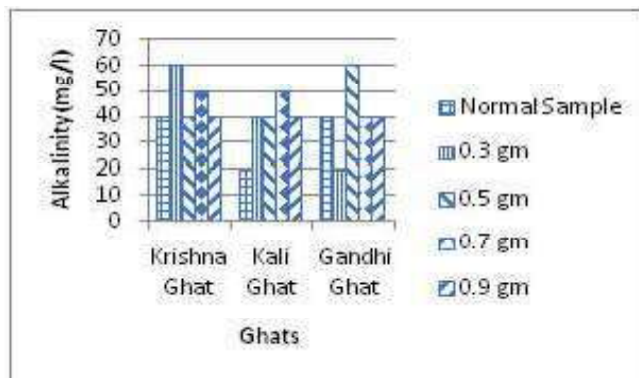 Alkalinity(mg/l)
70
60
50
40
30
20
10
0
Krishna Ghat
Kali Ghat
Gandhi Ghat
Ghats
Normal Sample
0.3 gm
0.5 gm
0.7 gm
0.9 gm